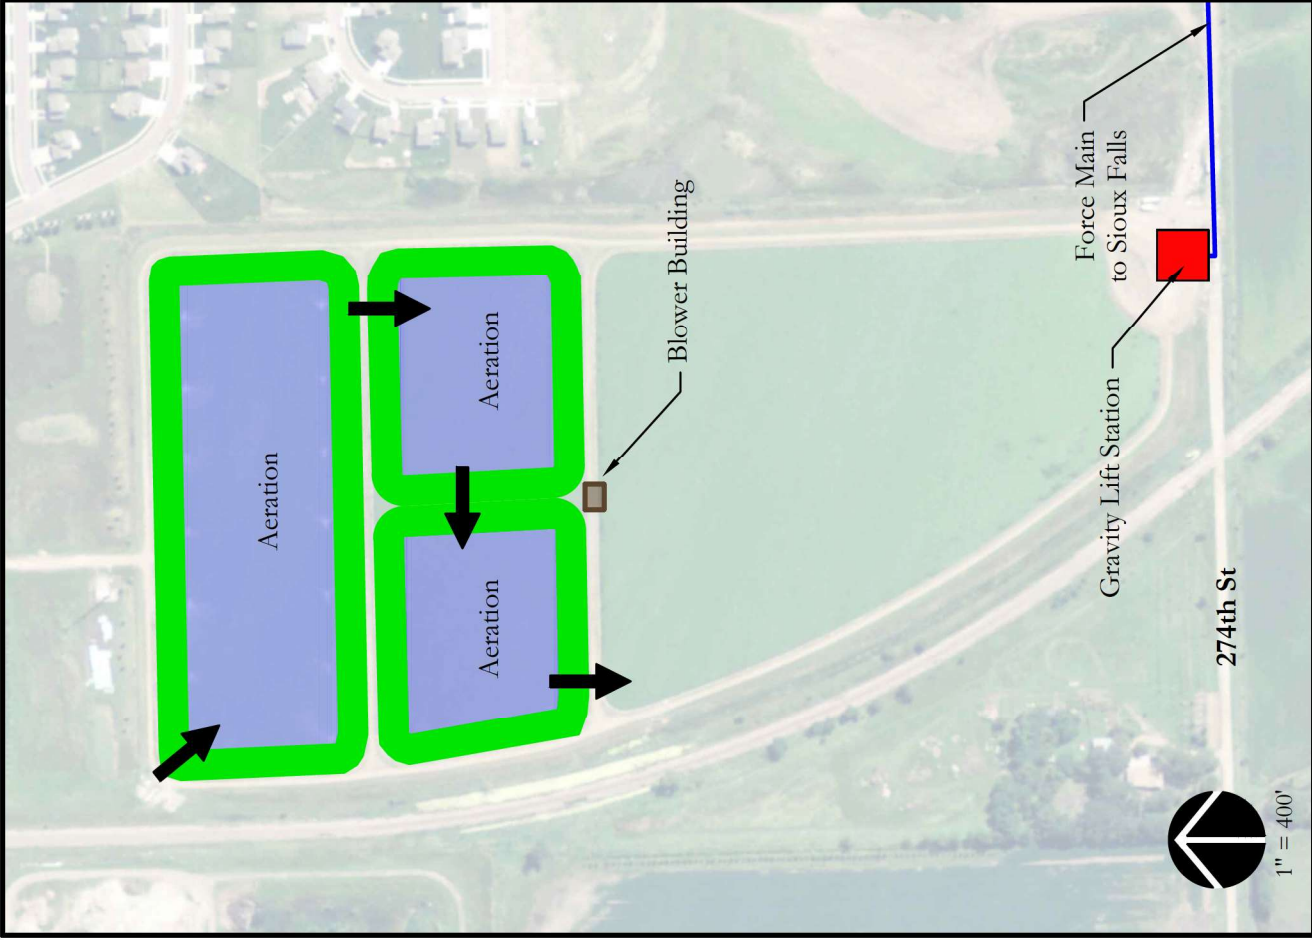 Aeration
Aeration
Aeration
Blower Building
Force Main
to Sioux Falls
Gravity Lift Station
274th St
1" = 400'